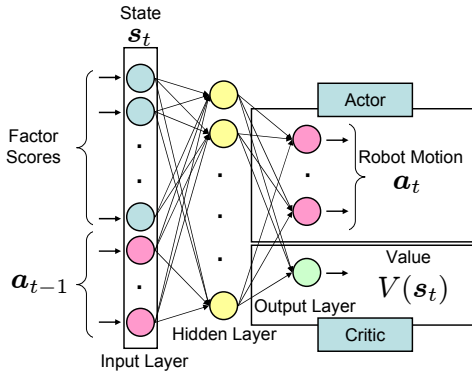 State
s_t
Actor
Factor
Scores
Robot Motion
a_t
a_{t−1}
Value
V(s_t)
Output Layer
Hidden Layer
Critic
Input Layer